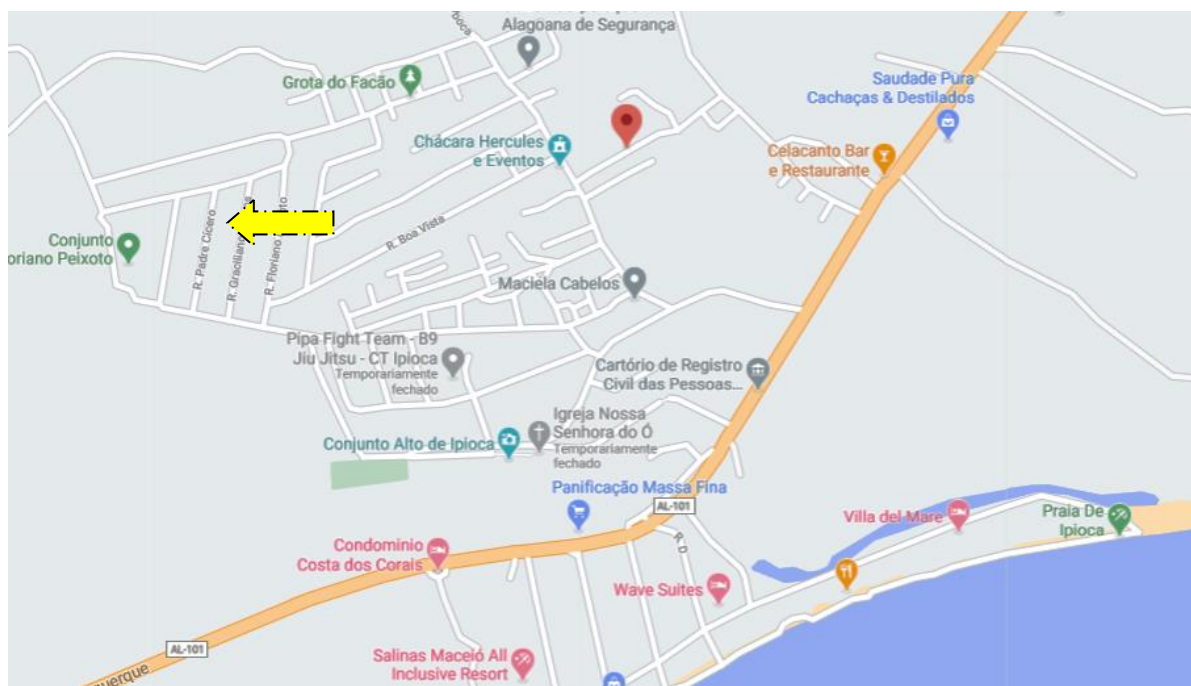 Alagoana de Segurança
Grota do Facão
Saudade Pura
Cachaças & Destilados
Chácara Hercules
e Eventos
Celacanto Bar
e Restaurante
R. Padre Cícero
R. Graciliano
R. Floriano
R. Boa Vista
Conjunto
oriano Peixoto
Maciela Cabelos
Pipa Fight Team - B9
Jiu Jitsu - CT Ipioca
Temporariamente
fechado
Cartório de Registro
Civil das Pessoas...
Igreja Nossa
Senhora do Ó
Temporariamente
fechado
Conjunto Alto de Ipioca
Panificação Massa Fina
AL-101
Villa del Mare
Praia De
Ipioca
R. D
Condominio
Costa dos Corais
Wave Suites
AL-101
Salinas Maceió All
Inclusive Resort
querque